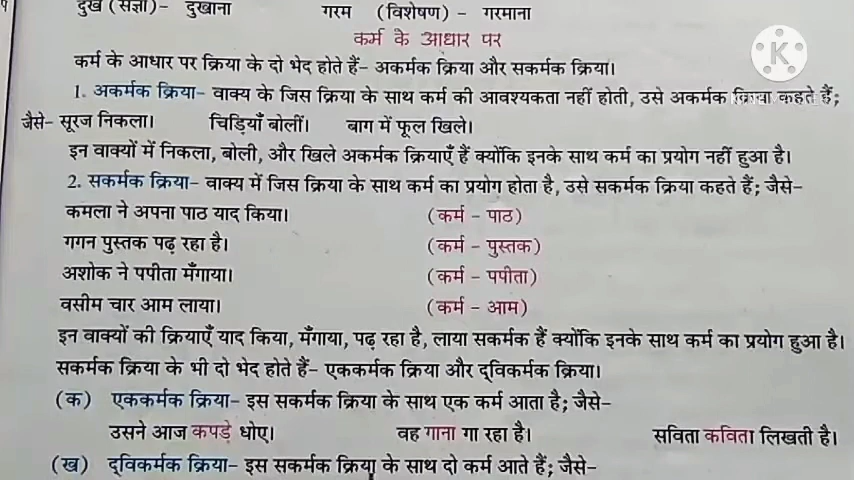 दुख (संज्ञा) - दुखाना गरम (विशेषण) - गरमाना
कर्म के आधार पर
कर्म के आधार पर क्रिया के दो भेद होते हैं- अकर्मक क्रिया और सकर्मक क्रिया।
1. अकर्मक क्रिया- वाक्य के जिस क्रिया के साथ कर्म की आवश्यकता नहीं होती, उसे अकर्मक क्रिया कहते हैं;
जैसे- सूरज निकला। चिड़ियाँ बोलीं। बाग में फूल खिले।
इन वाक्यों में निकला, बोली, और खिले अकर्मक क्रियाएँ हैं क्योंकि इनके साथ कर्म का प्रयोग नहीं हुआ है।
2. सकर्मक क्रिया- वाक्य में जिस क्रिया के साथ कर्म का प्रयोग होता है, उसे सकर्मक क्रिया कहते हैं; जैसे-
कमला ने अपना पाठ याद किया। (कर्म - पाठ)
गगन पुस्तक पढ़ रहा है। (कर्म - पुस्तक)
अशोक ने पपीता मँगाया। (कर्म - पपीता)
वसीम चार आम लाया। (कर्म - आम)
इन वाक्यों की क्रियाएँ याद किया, मँगाया, पढ़ रहा है, लाया सकर्मक हैं क्योंकि इनके साथ कर्म का प्रयोग हुआ है।
सकर्मक क्रिया के भी दो भेद होते हैं- एककर्मक क्रिया और द्विकर्मक क्रिया।
(क) एककर्मक क्रिया- इस सकर्मक क्रिया के साथ एक कर्म आता है; जैसे-
उसने आज कपड़े धोए। वह गाना गा रहा है। सविता कविता लिखती है।
(ख) द्विकर्मक क्रिया- इस सकर्मक क्रिया के साथ दो कर्म आते हैं; जैसे-